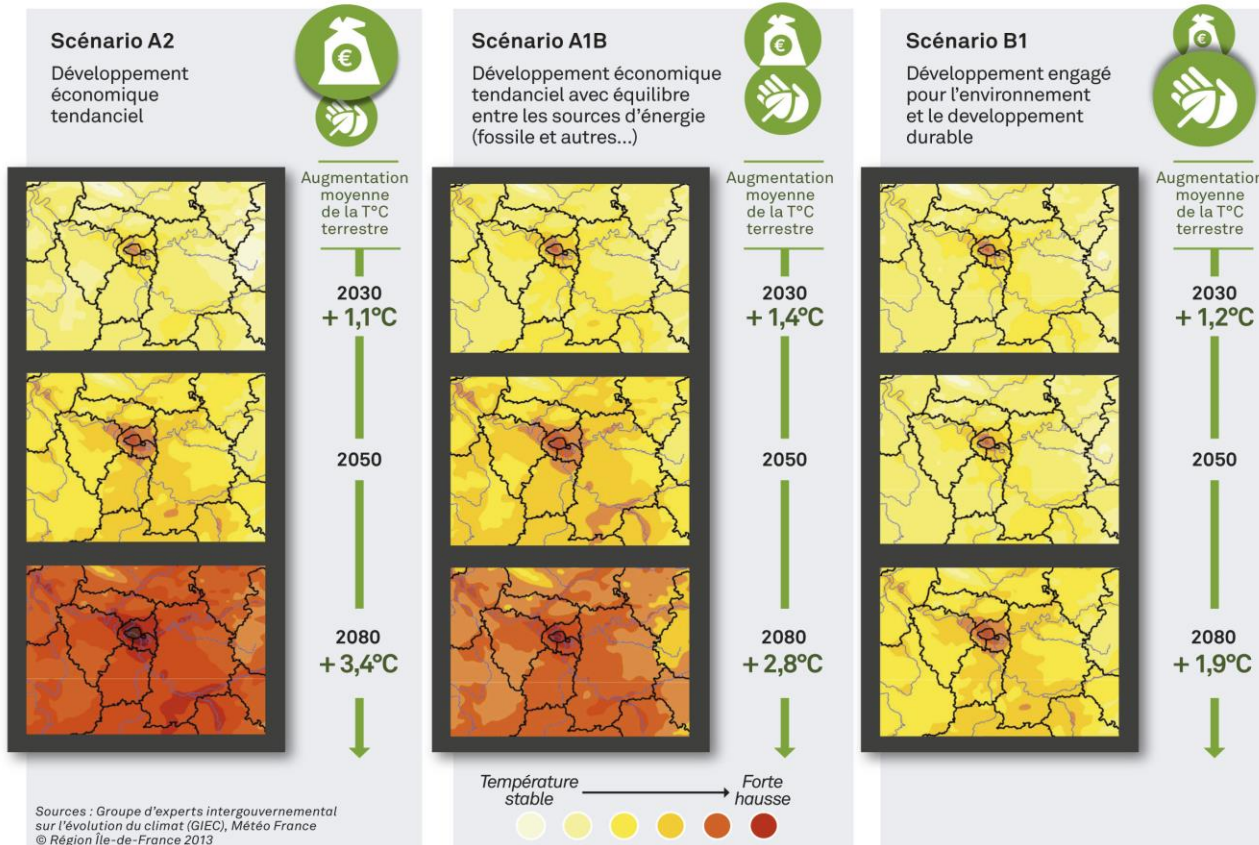 Scénario A2
Développement
économique
tendanciel
€
Augmentation
moyenne
de la T°C
terrestre
2030
+ 1,1°C
2050
2080
+ 3,4°C
Scénario A1B
Développement économique
tendanciel avec équilibre
entre les sources d'énergie
(fossile et autres...)
€
Augmentation
moyenne
de la T°C
terrestre
2030
+ 1,4°C
2050
2080
+ 2,8°C
Scénario B1
Développement engagé
pour l'environnement
et le developpement
durable
€
Augmentation
moyenne
de la T°C
terrestre
2030
+ 1,2°C
2050
2080
+ 1,9°C
Température
stable
Forte
hausse
Sources : Groupe d'experts intergouvernemental
sur l'évolution du climat (GIEC), Météo France
© Région Île-de-France 2013